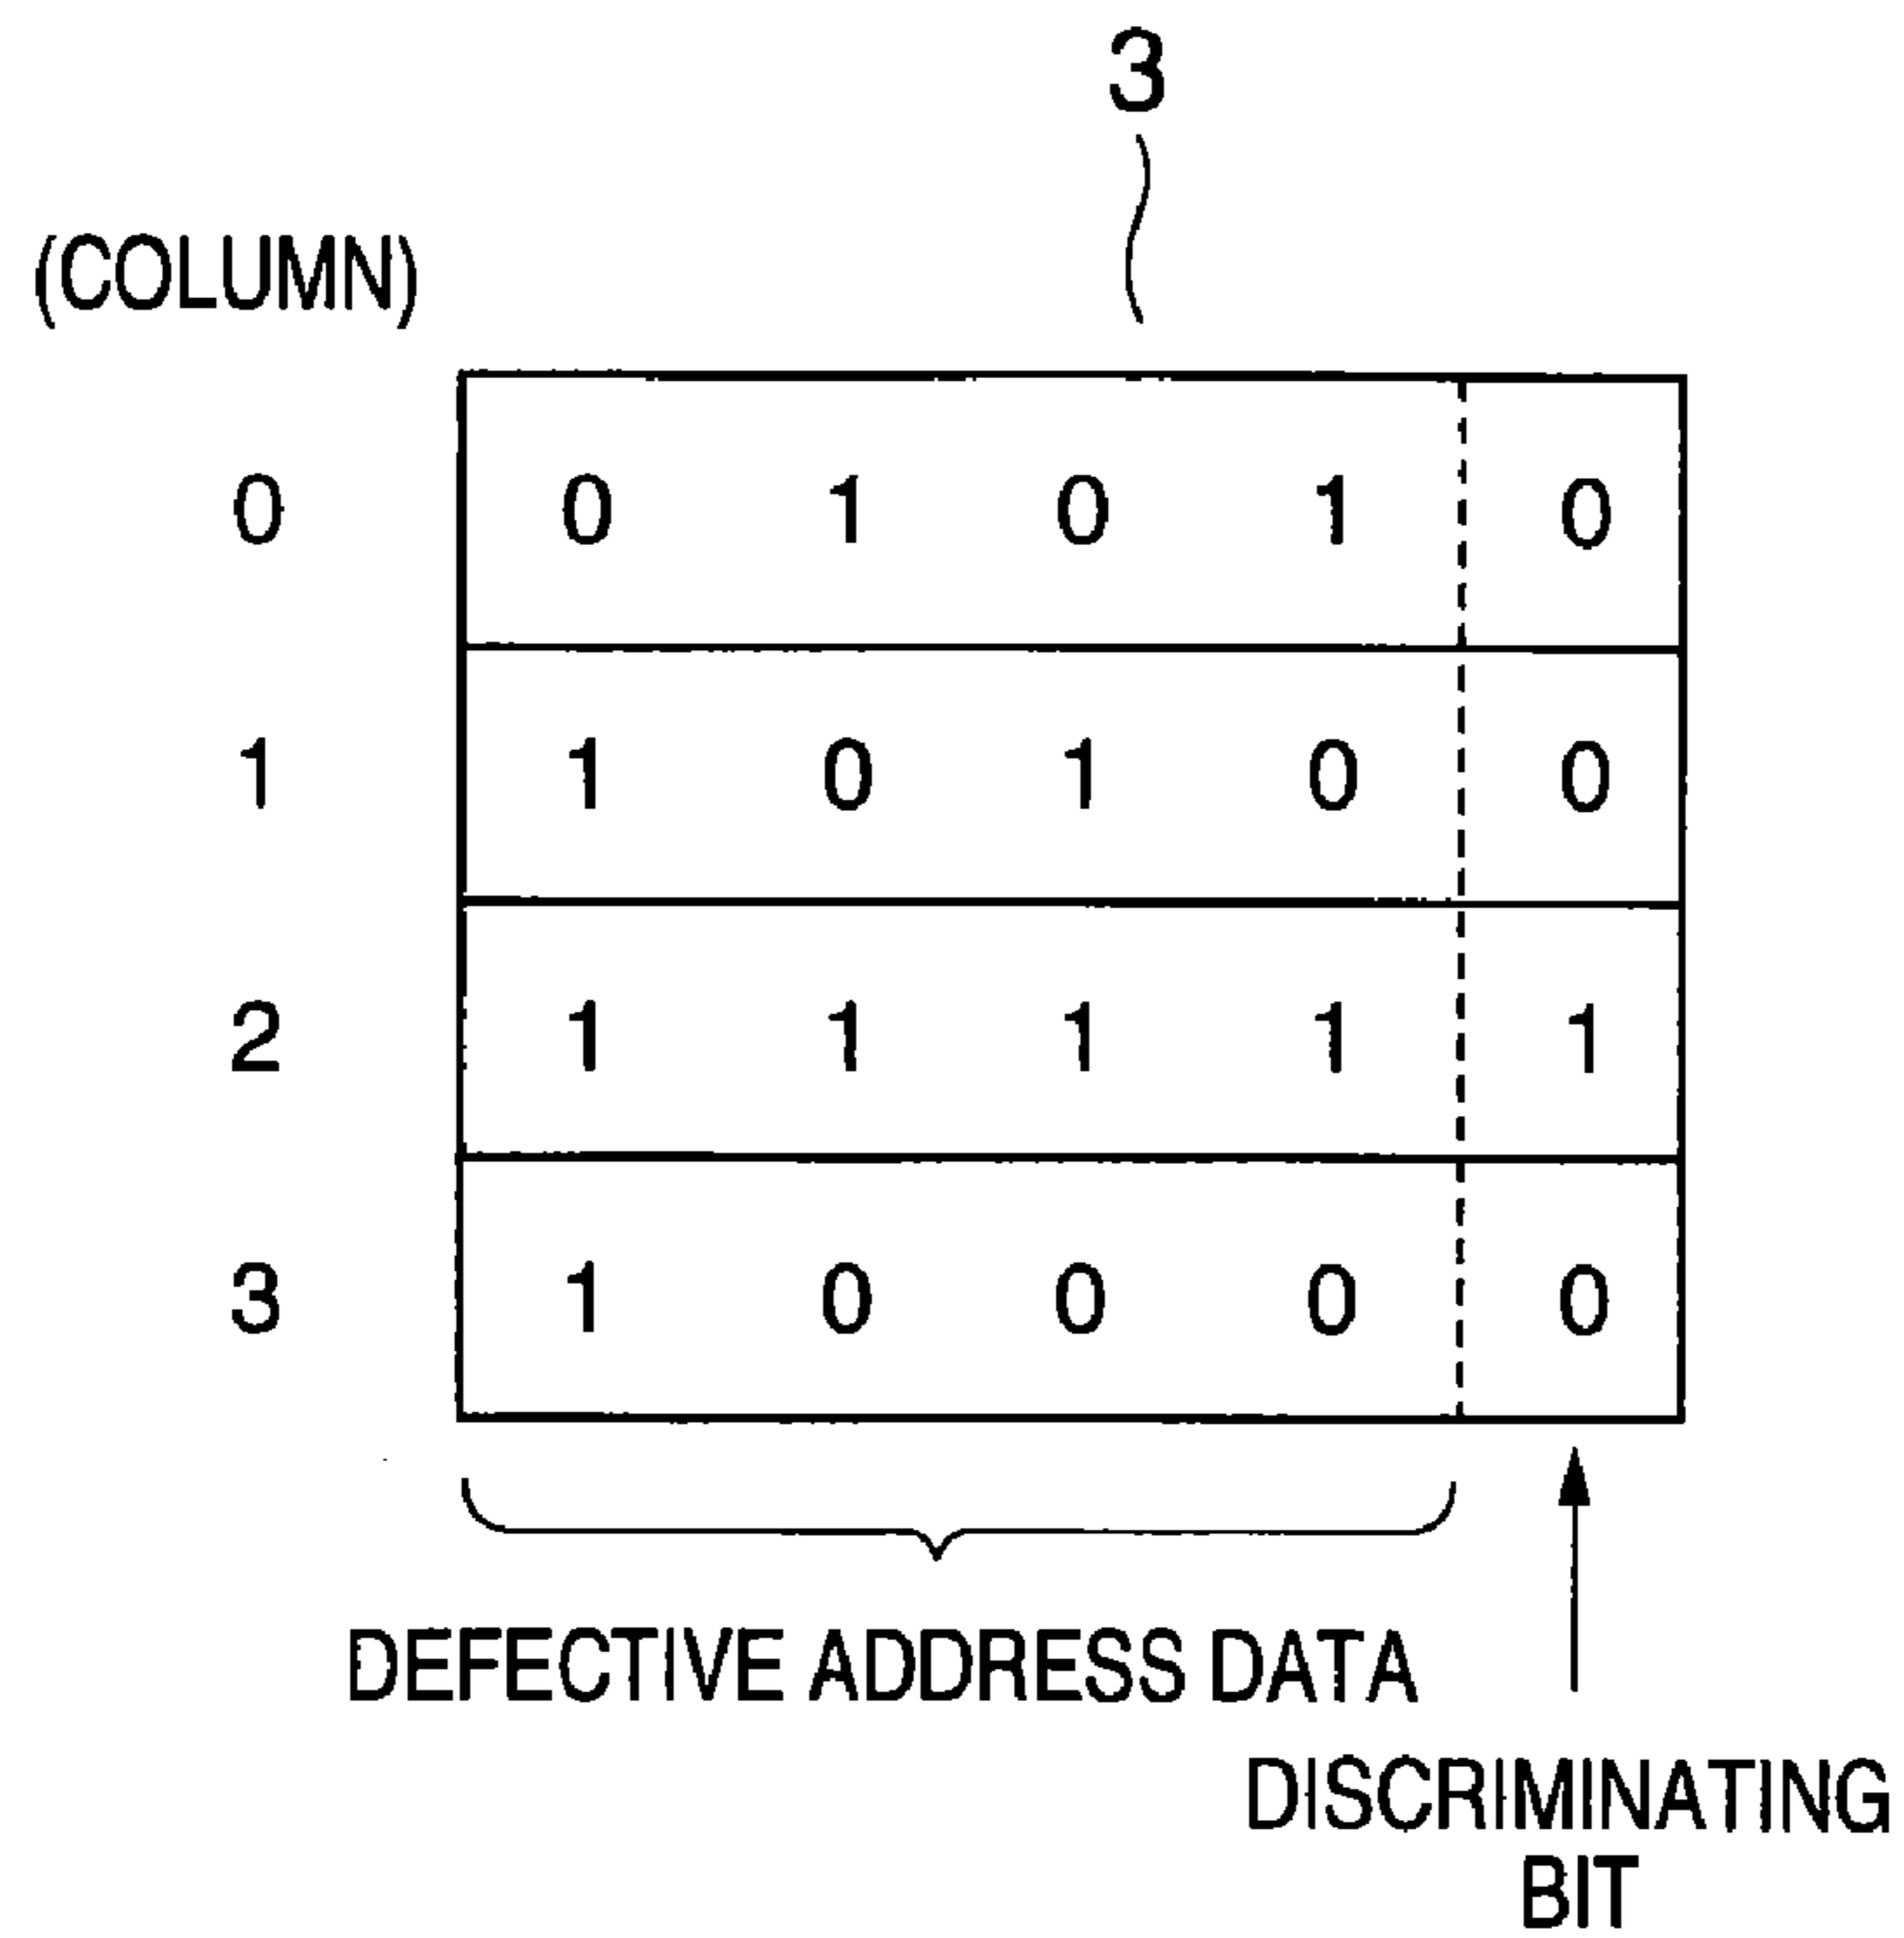 3
(COLUMN)
0 0 1 0 1 0
1 1 0 1 0 0
2 1 1 1 1 1
3 1 0 0 0 0
DEFECTIVE ADDRESS DATA
DISCRIMINATING
BIT